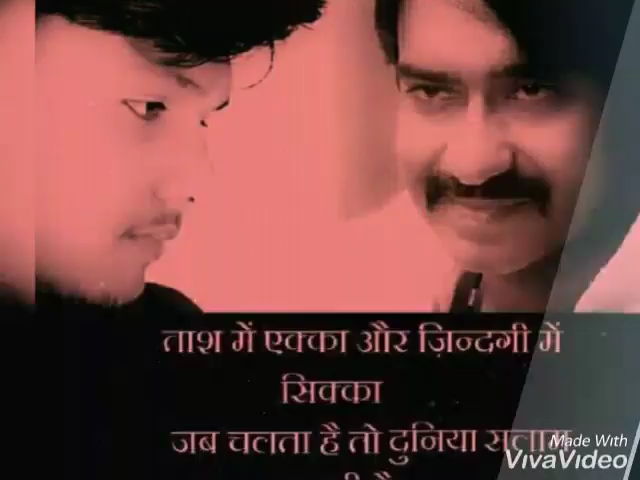 ताश में एक्का और ज़िन्दगी में
सिक्का
जब चलता है तो दुनिया सलाम
Made With
VivaVideo